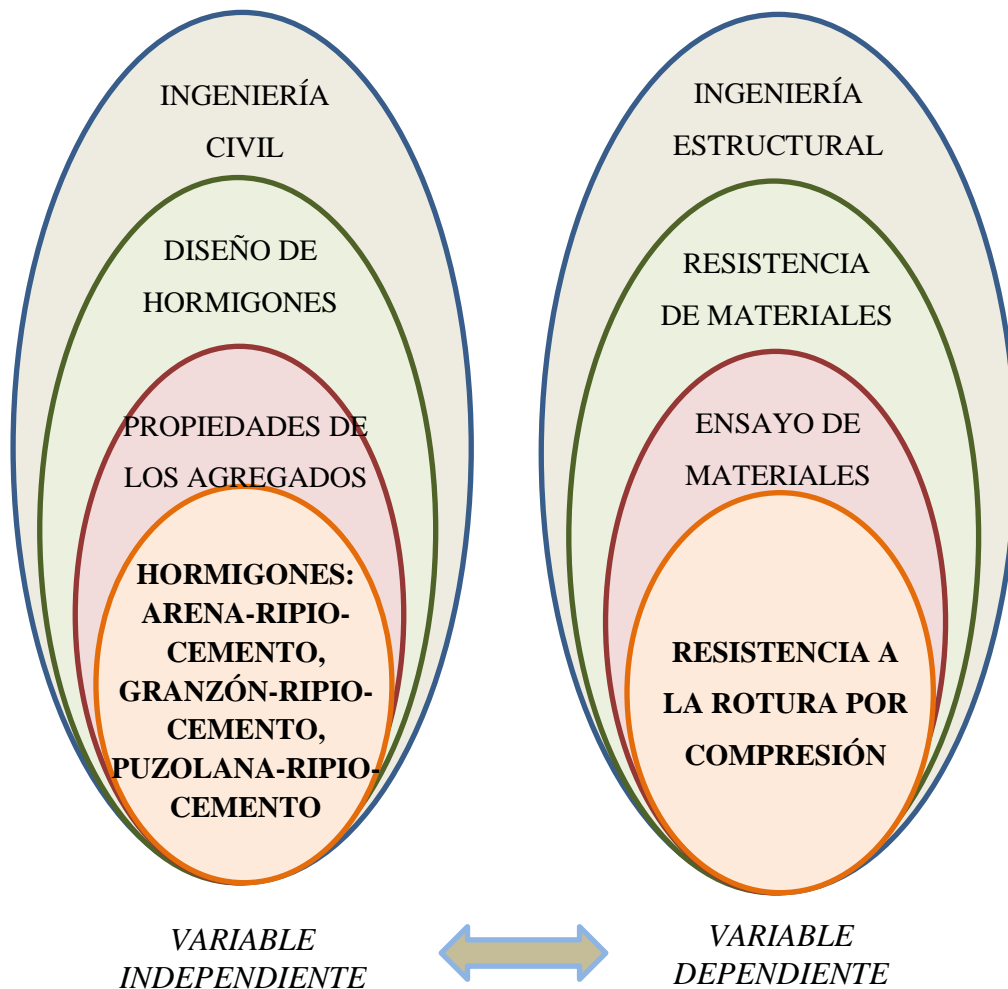 INGENIERÍA
CIVIL
DISEÑO DE
HORMIGONES
PROPIEDADES DE
LOS AGREGADOS
HORMIGONES:
ARENA-RIPIO-
CEMENTO,
GRANZÓN-RIPIO-
CEMENTO,
PUZOLANA-RIPIO-
CEMENTO
VARIABLE
INDEPENDIENTE
INGENIERÍA
ESTRUCTURAL
RESISTENCIA
DE MATERIALES
ENSAYO DE
MATERIALES
RESISTENCIA A
LA ROTURA POR
COMPRESIÓN
VARIABLE
DEPENDIENTE